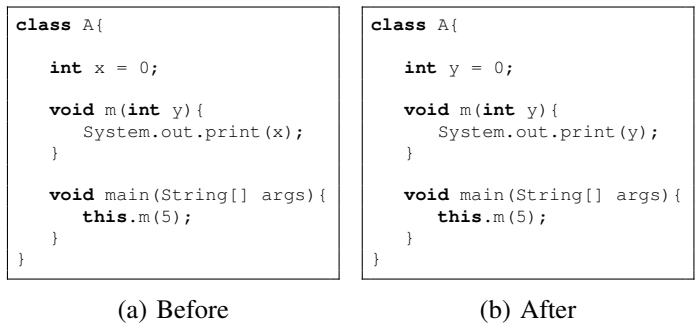 class A{
int x = 0;
void m(int y){
System.out.print(x);
}
void main(String[] args){
this.m(5);
}
}
(a) Before
class A{
int y = 0;
void m(int y){
System.out.print(y);
}
void main(String[] args){
this.m(5);
}
}
(b) After